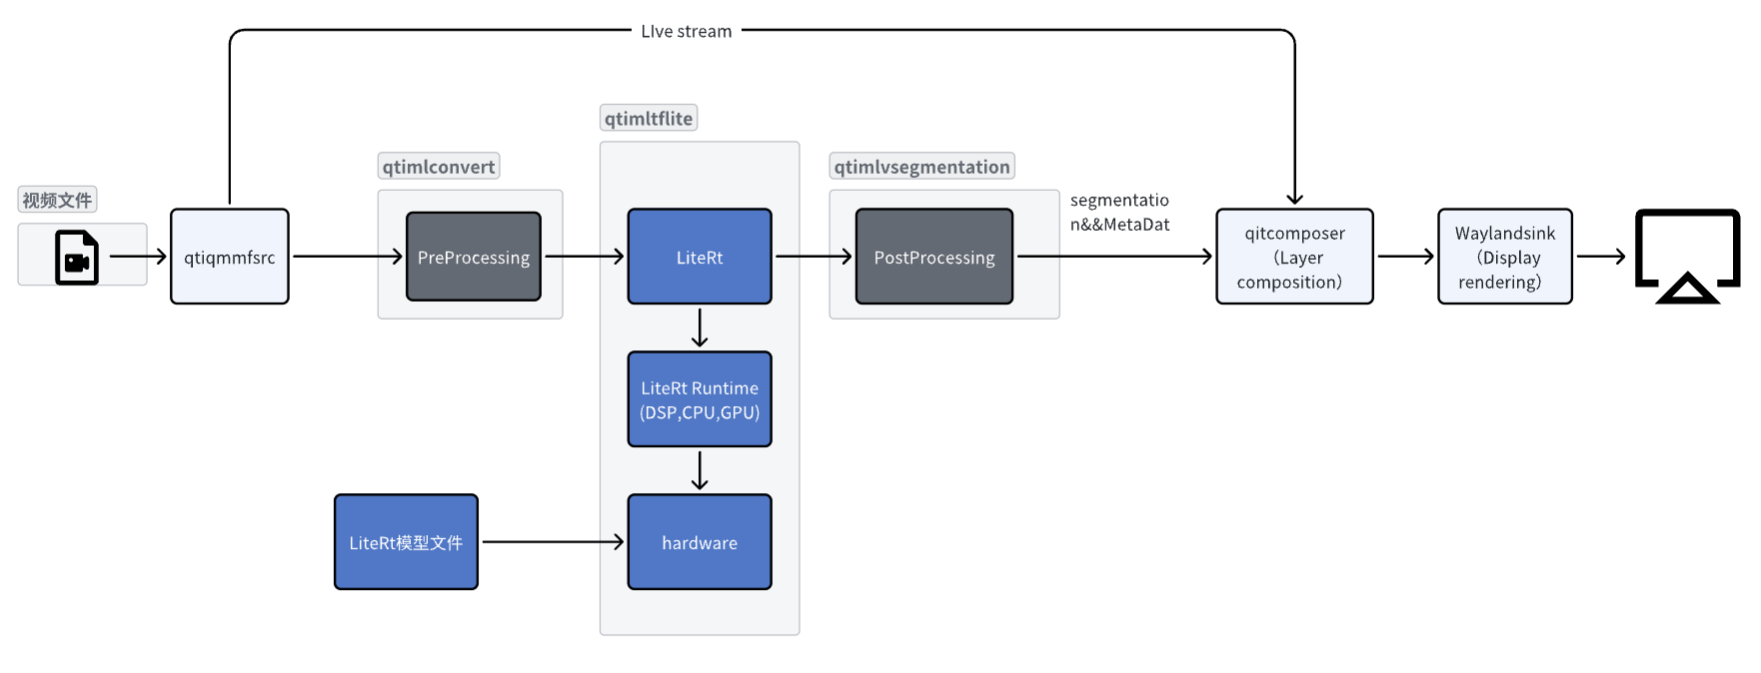 LIve stream
qtimltflite
qtimlconvert
qtimlvsegmentation
视频文件
segmentatio
n&&MetaDat
qtiqmmfsrc
PreProcessing
LiteRt
PostProcessing
qitcomposer
（Layer
composition）
Waylandsink
（Display
rendering）
LiteRt Runtime
(DSP,CPU,GPU)
LiteRt模型文件
hardware